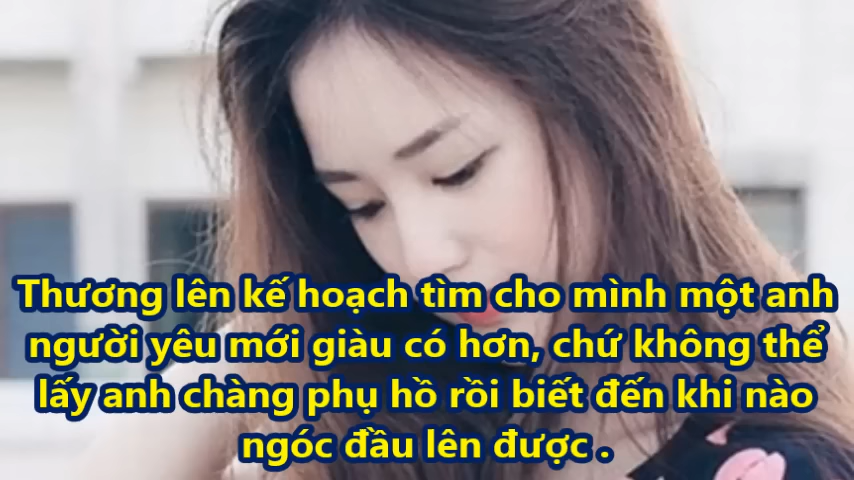 Thương lên kế hoạch tìm cho mình một anh
người yêu mới giàu có hơn, chứ không thể
lấy anh chàng phụ hồ rồi biết đến khi nào
ngóc đầu lên được .